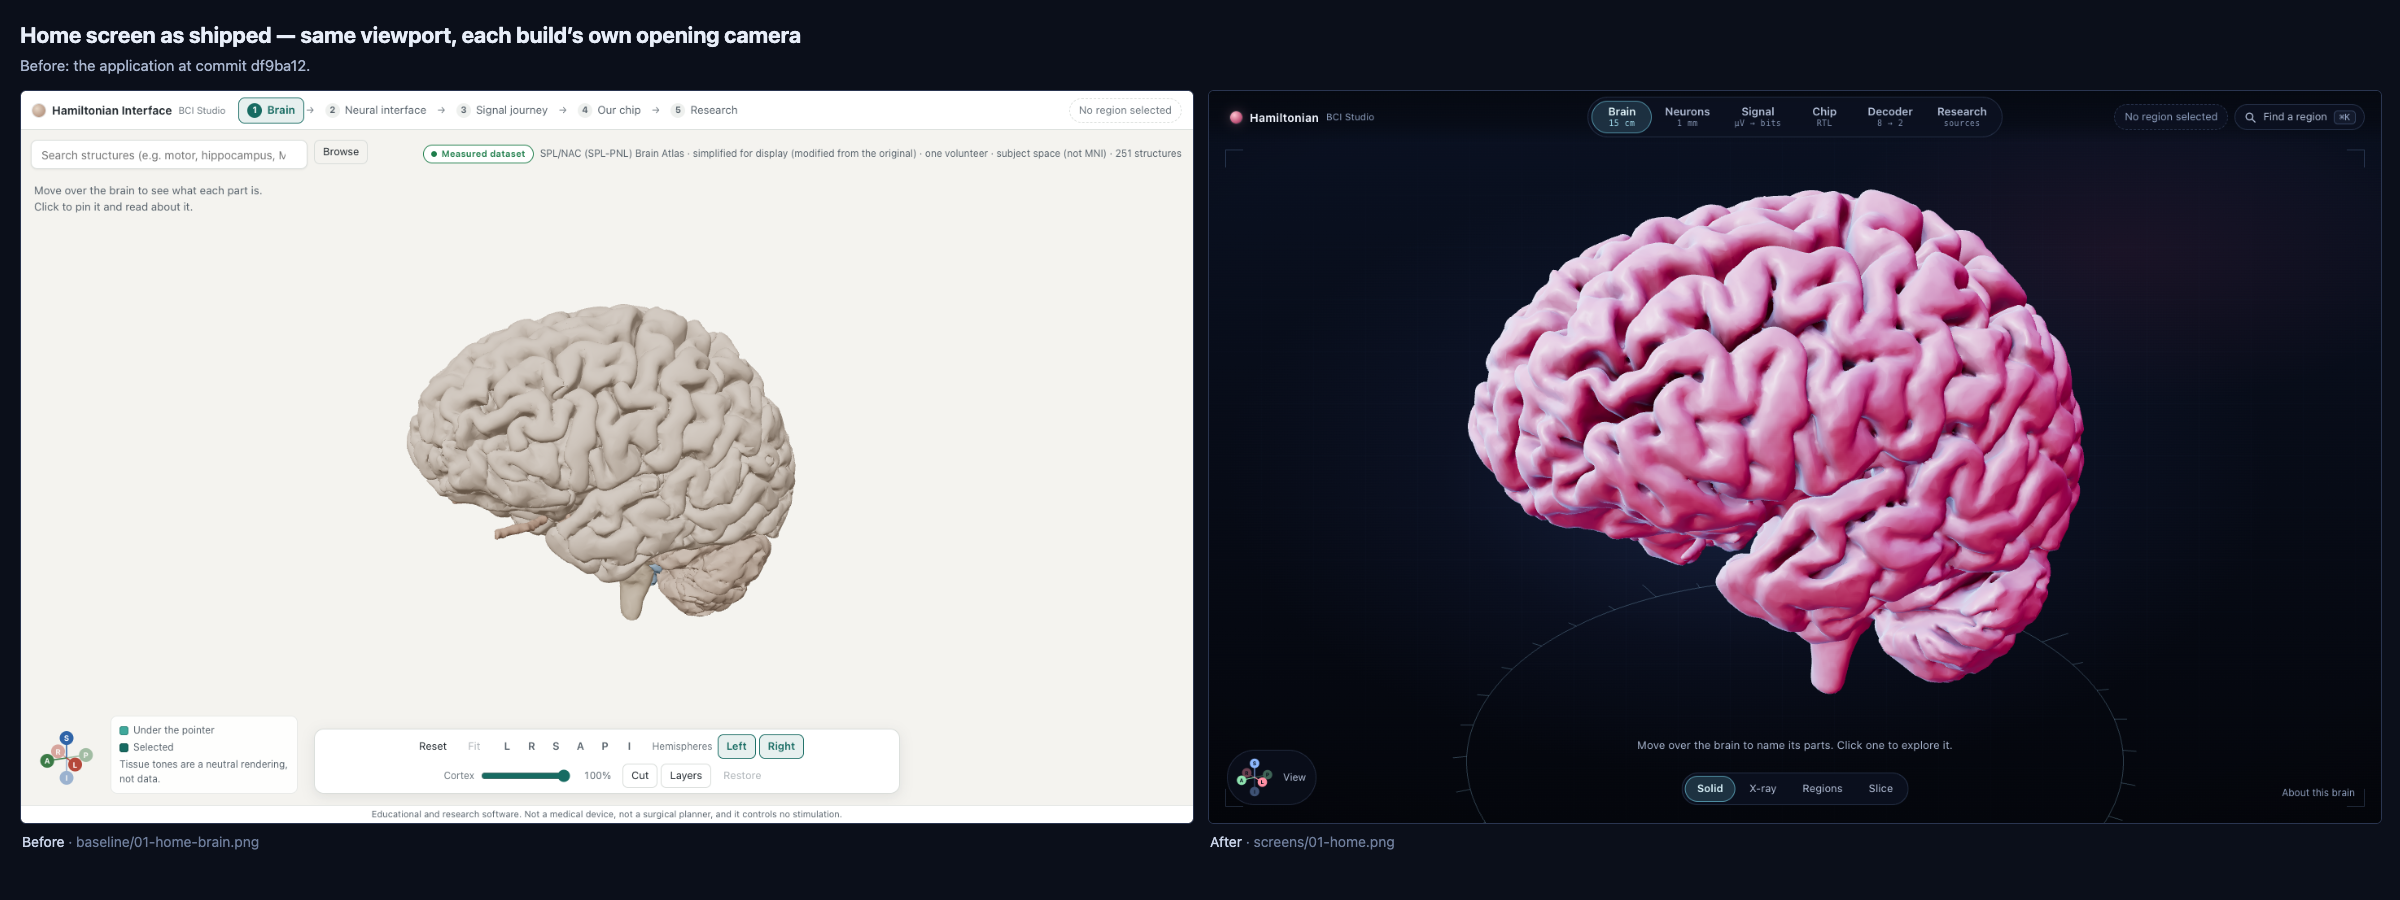 Home screen as shipped — same viewport, each build's own opening camera
Before: the application at commit df9ba12.
Hamiltonian Interface BCI Studio 1 Brain → 2 Neural interface → 3 Signal journey → 4 Our chip → 5 Research No region selected
Search structures (e.g. motor, hippocampus, M Browse
Measured dataset SPL/NAC (SPL-PNL) Brain Atlas · simplified for display (modified from the original) · one volunteer · subject space (not MNI) · 251 structures
Move over the brain to see what each part is.
Click to pin it and read about it.
S R P A L I
Under the pointer
Selected
Tissue tones are a neutral rendering,
not data.
Reset Fit L R S A P I Hemispheres Left Right
Cortex 100% Cut Layers Restore
Educational and research software. Not a medical device, not a surgical planner, and it controls no stimulation.
Before · baseline/01-home-brain.png
Hamiltonian BCI Studio
Brain Neurons Signal Chip Decoder Research
15 cm 1 mm µV → bits RTL 8 → 2 sources
No region selected Find a region ⌘K
Move over the brain to name its parts. Click one to explore it.
View
Solid X-ray Regions Slice
About this brain
After · screens/01-home.png